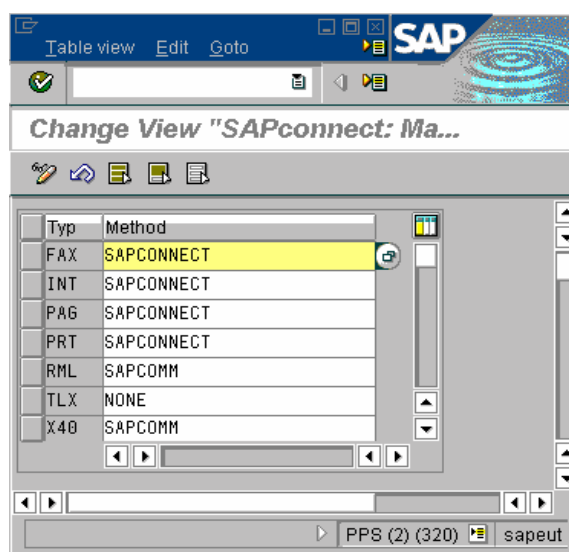 Table view Edit Goto
SAP
Change View "SAPconnect: Ma...
Typ Method
FAX SAPCONNECT
INT SAPCONNECT
PAG SAPCONNECT
PRT SAPCONNECT
RML SAPCOMM
TLX NONE
X40 SAPCOMM
PPS (2) (320) sapeut